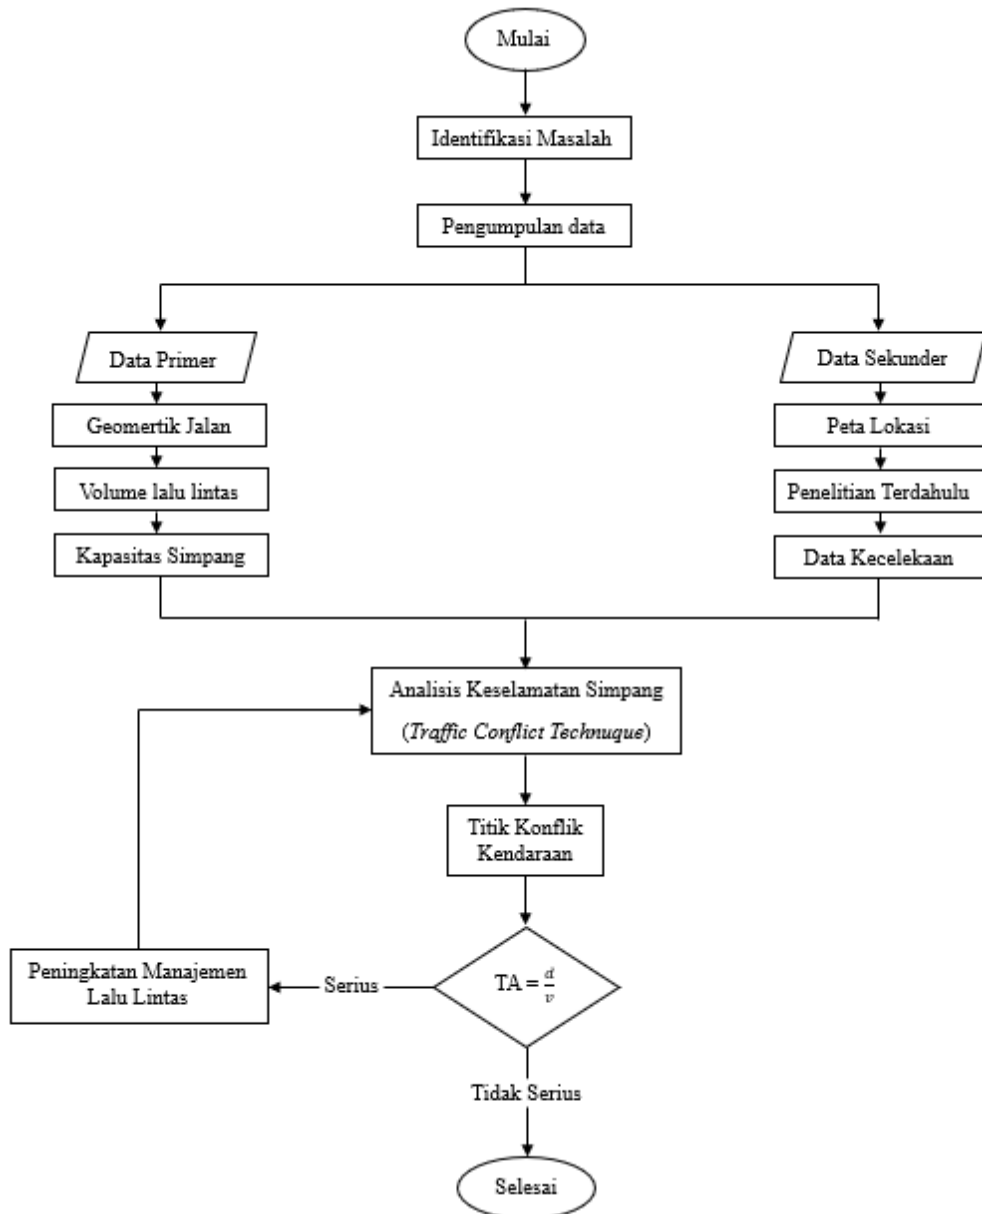 Mulai
Identifikasi Masalah
Pengumpulan data
Data Primer
Geomertik Jalan
Volume lalu lintas
Kapasitas Simpang
Data Sekunder
Peta Lokasi
Penelitian Terdahulu
Data Kecelekaan
Analisis Keselamatan Simpang
(Traffic Conflict Technuque)
Titik Konflik
Kendaraan
TA = d/v
Serius
Peningkatan Manajemen
Lalu Lintas
Tidak Serius
Selesai